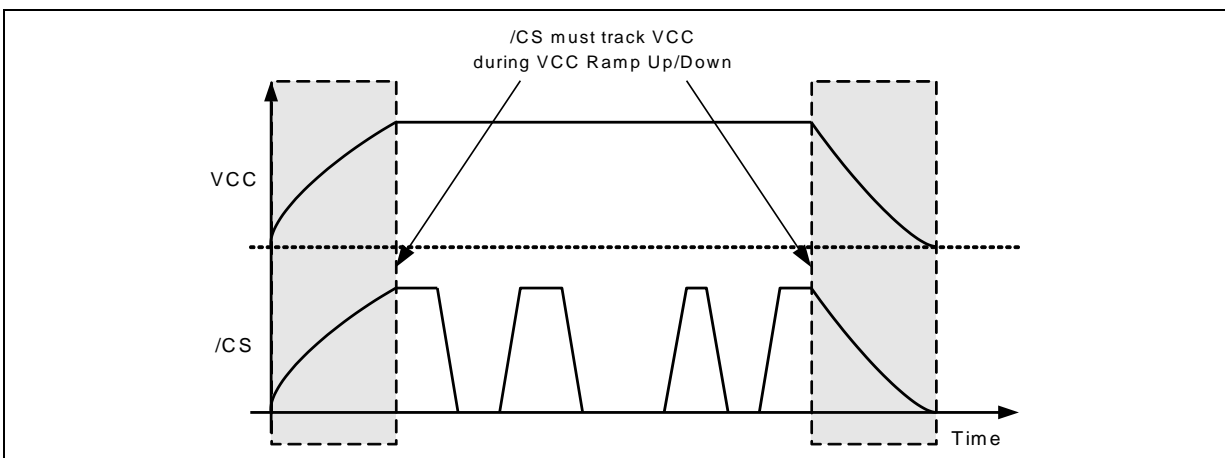 /CS must track VCC
during VCC Ramp Up/Down
VCC
/CS
Time